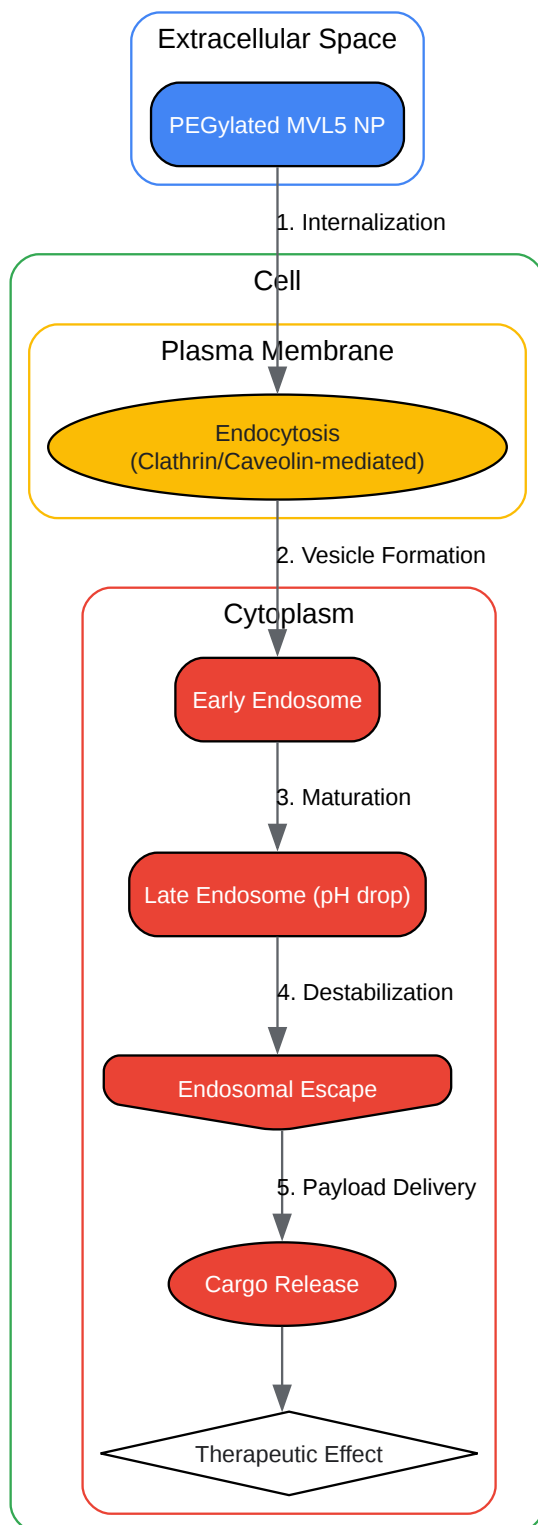 Extracellular Space
PEGylated MVL5 NP
1. Internalization
Cell
Plasma Membrane
Endocytosis
(Clathrin/Caveolin-mediated)
2. Vesicle Formation
Cytoplasm
Early Endosome
3. Maturation
Late Endosome (pH drop)
4. Destabilization
Endosomal Escape
5. Payload Delivery
Cargo Release
Therapeutic Effect